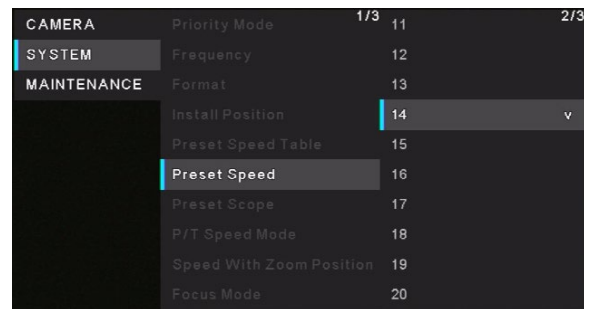 CAMERA
SYSTEM
MAINTENANCE
1/3
Priority Mode
Frequency
Format
Install Position
Preset Speed Table
Preset Speed
Preset Scope
P/T Speed Mode
Speed With Zoom Position
Focus Mode
2/3
11
12
13
14 v
15
16
17
18
19
20